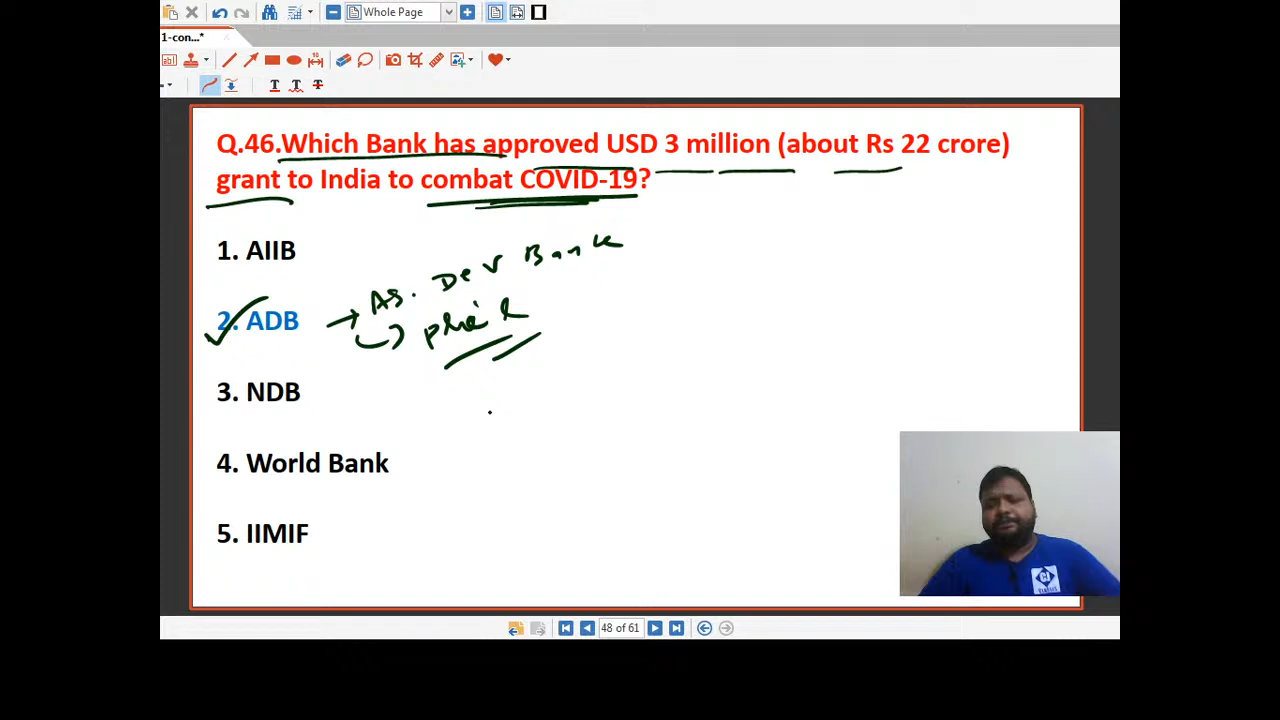 Whole Page
1-con...*
Q.46.Which Bank has approved USD 3 million (about Rs 22 crore)
grant to India to combat COVID-19?
1. AIIB
2. ADB
As. Dev Bank
3. NDB
4. World Bank
5. IIMIF
48 of 61